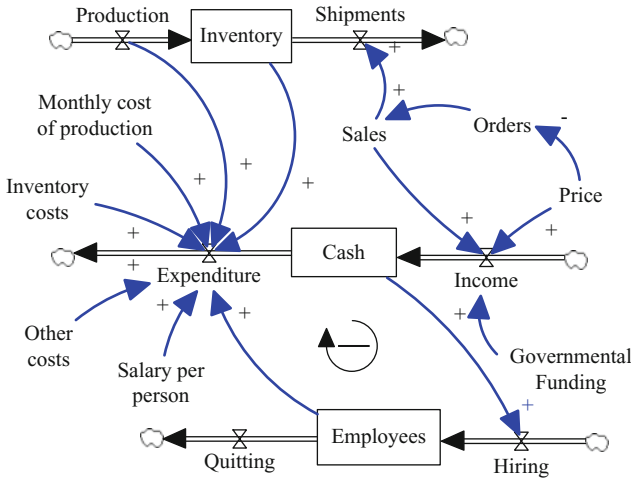 Production
Shipments
Inventory
+
+
Monthly cost
of production
Sales
Orders
-
+
+
+
Inventory
costs
Price
+
+
+
+
Expenditure
Cash
Income
+
+
+
Other
costs
Salary per
person
Governmental
Funding
+
Employees
Quitting
Hiring